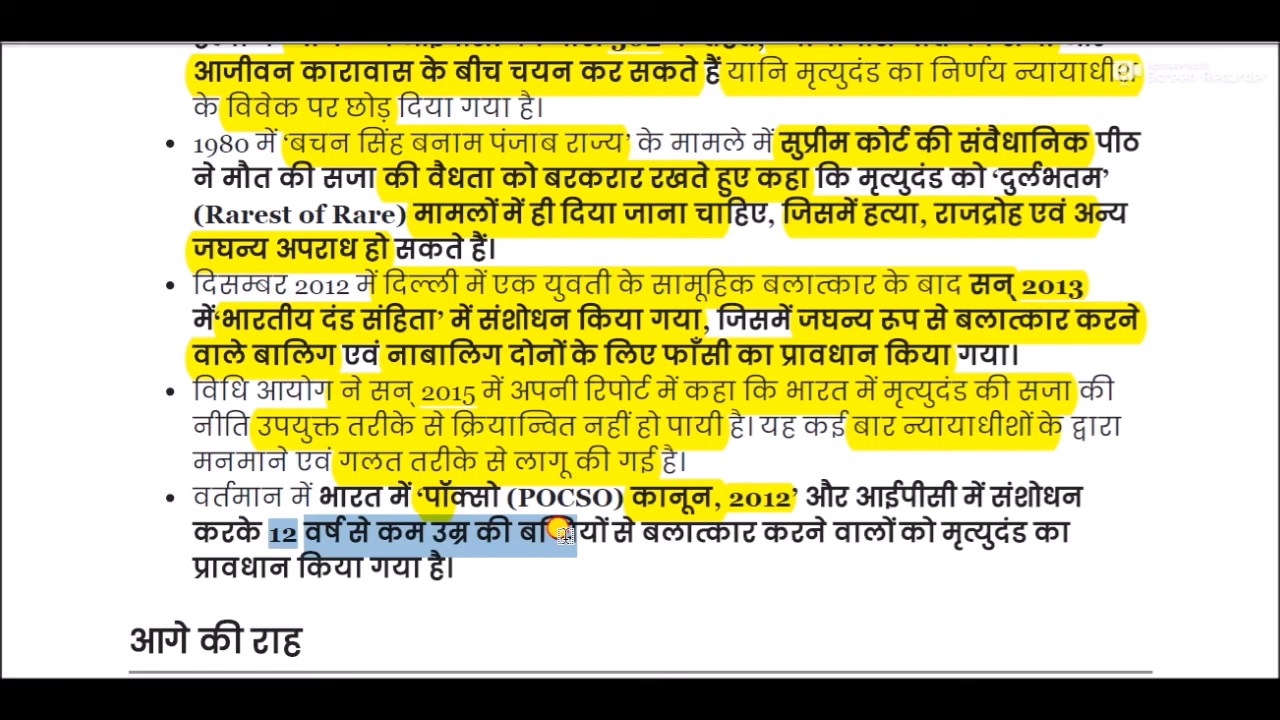 आजीवन कारावास के बीच चयन कर सकते हैं यानि मृत्युदंड का निर्णय न्यायाधीश
के विवेक पर छोड़ दिया गया है।
1980 में ‘बचन सिंह बनाम पंजाब राज्य’ के मामले में सुप्रीम कोर्ट की संवैधानिक पीठ
ने मौत की सजा की वैधता को बरकरार रखते हुए कहा कि मृत्युदंड को ‘दुर्लभतम’
(Rarest of Rare) मामलों में ही दिया जाना चाहिए, जिसमें हत्या, राजद्रोह एवं अन्य
जघन्य अपराध हो सकते हैं।
दिसम्बर 2012 में दिल्ली में एक युवती के सामूहिक बलात्कार के बाद सन् 2013
में‘भारतीय दंड संहिता’ में संशोधन किया गया, जिसमें जघन्य रूप से बलात्कार करने
वाले बालिग एवं नाबालिग दोनों के लिए फाँसी का प्रावधान किया गया।
विधि आयोग ने सन् 2015 में अपनी रिपोर्ट में कहा कि भारत में मृत्युदंड की सजा की
नीति उपयुक्त तरीके से क्रियान्वित नहीं हो पायी है। यह कई बार न्यायाधीशों के द्वारा
मनमाने एवं गलत तरीके से लागू की गई है।
वर्तमान में भारत में ‘पॉक्सो (POCSO) कानून, 2012’ और आईपीसी में संशोधन
करके 12 वर्ष से कम उम्र की से बलात्कार करने वालों को मृत्युदंड का
प्रावधान किया गया है।
आगे की राह